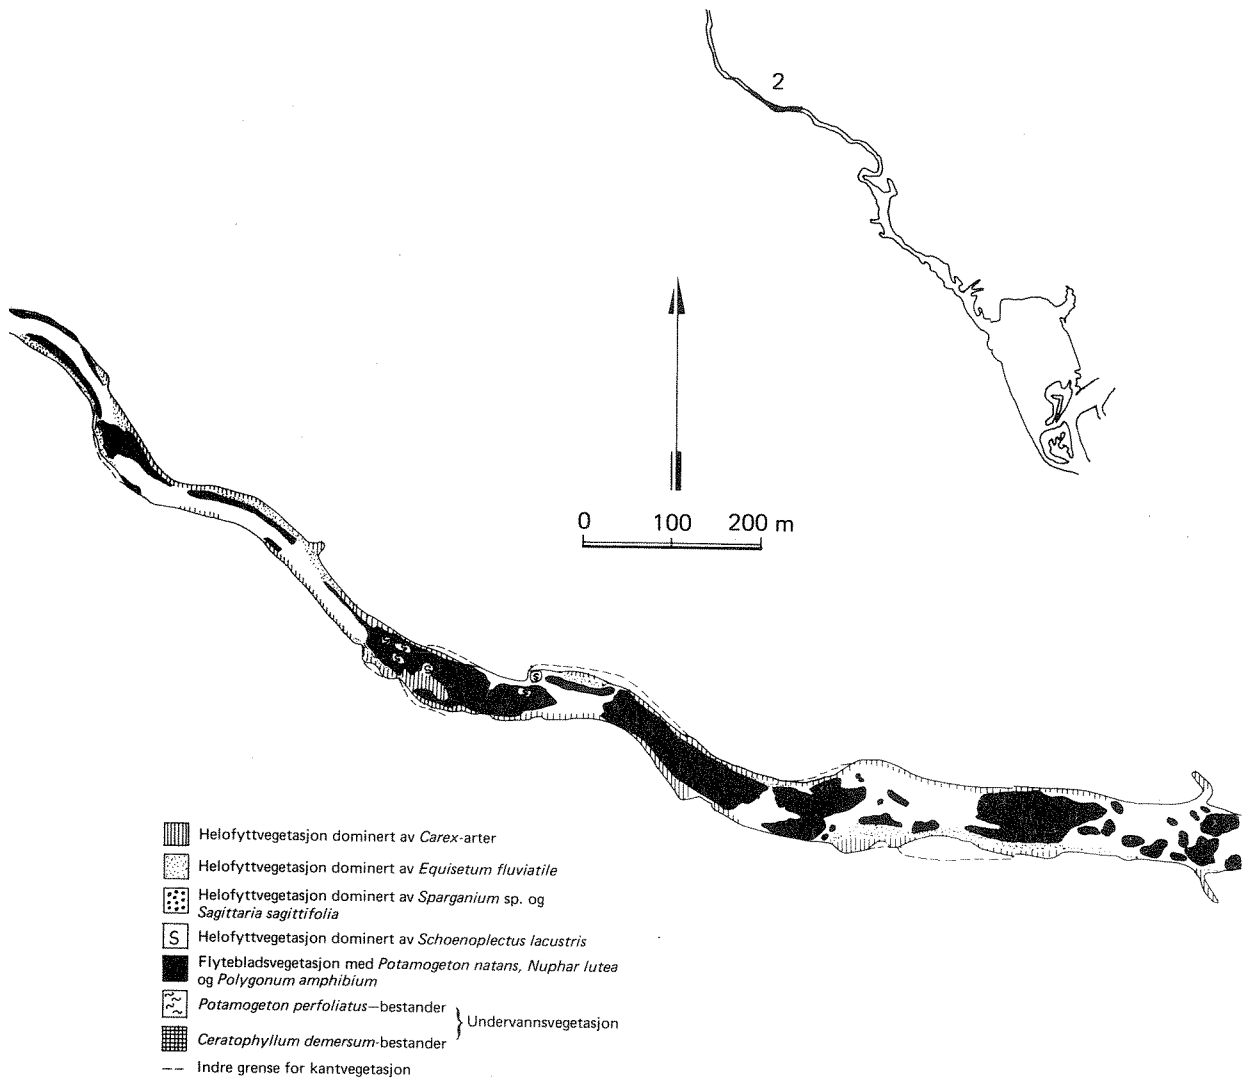 2
0 100 200 m
Helofyttvegetasjon dominert av Carex-arter
Helofyttvegetasjon dominert av Equisetum fluviatile
Helofyttvegetasjon dominert av Sparganium sp. og
Sagittaria sagittifolia
S Helofyttvegetasjon dominert av Schoenoplectus lacustris
Flytebladsvegetasjon med Potamogeton natans, Nuphar lutea
og Polygonum amphibium
Potamogeton perfoliatus—bestander
Undervannsvegetasjon
Ceratophyllum demersum-bestander
Indre grense for kantvegetasjon